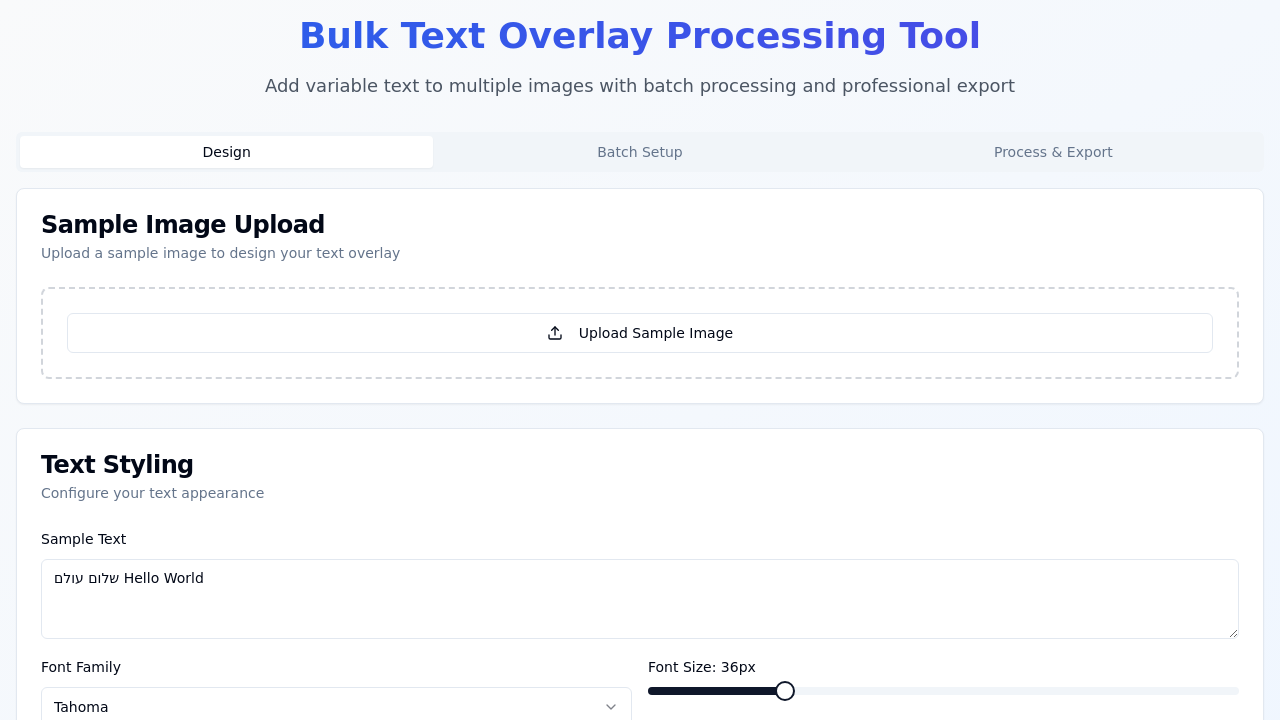 Bulk Text Overlay Processing Tool
Add variable text to multiple images with batch processing and professional export
Design
Batch Setup
Process & Export
Sample Image Upload
Upload a sample image to design your text overlay
Upload Sample Image
Text Styling
Configure your text appearance
Sample Text
שלום עולם Hello World
Font Family
Font Size: 36px
Tahoma